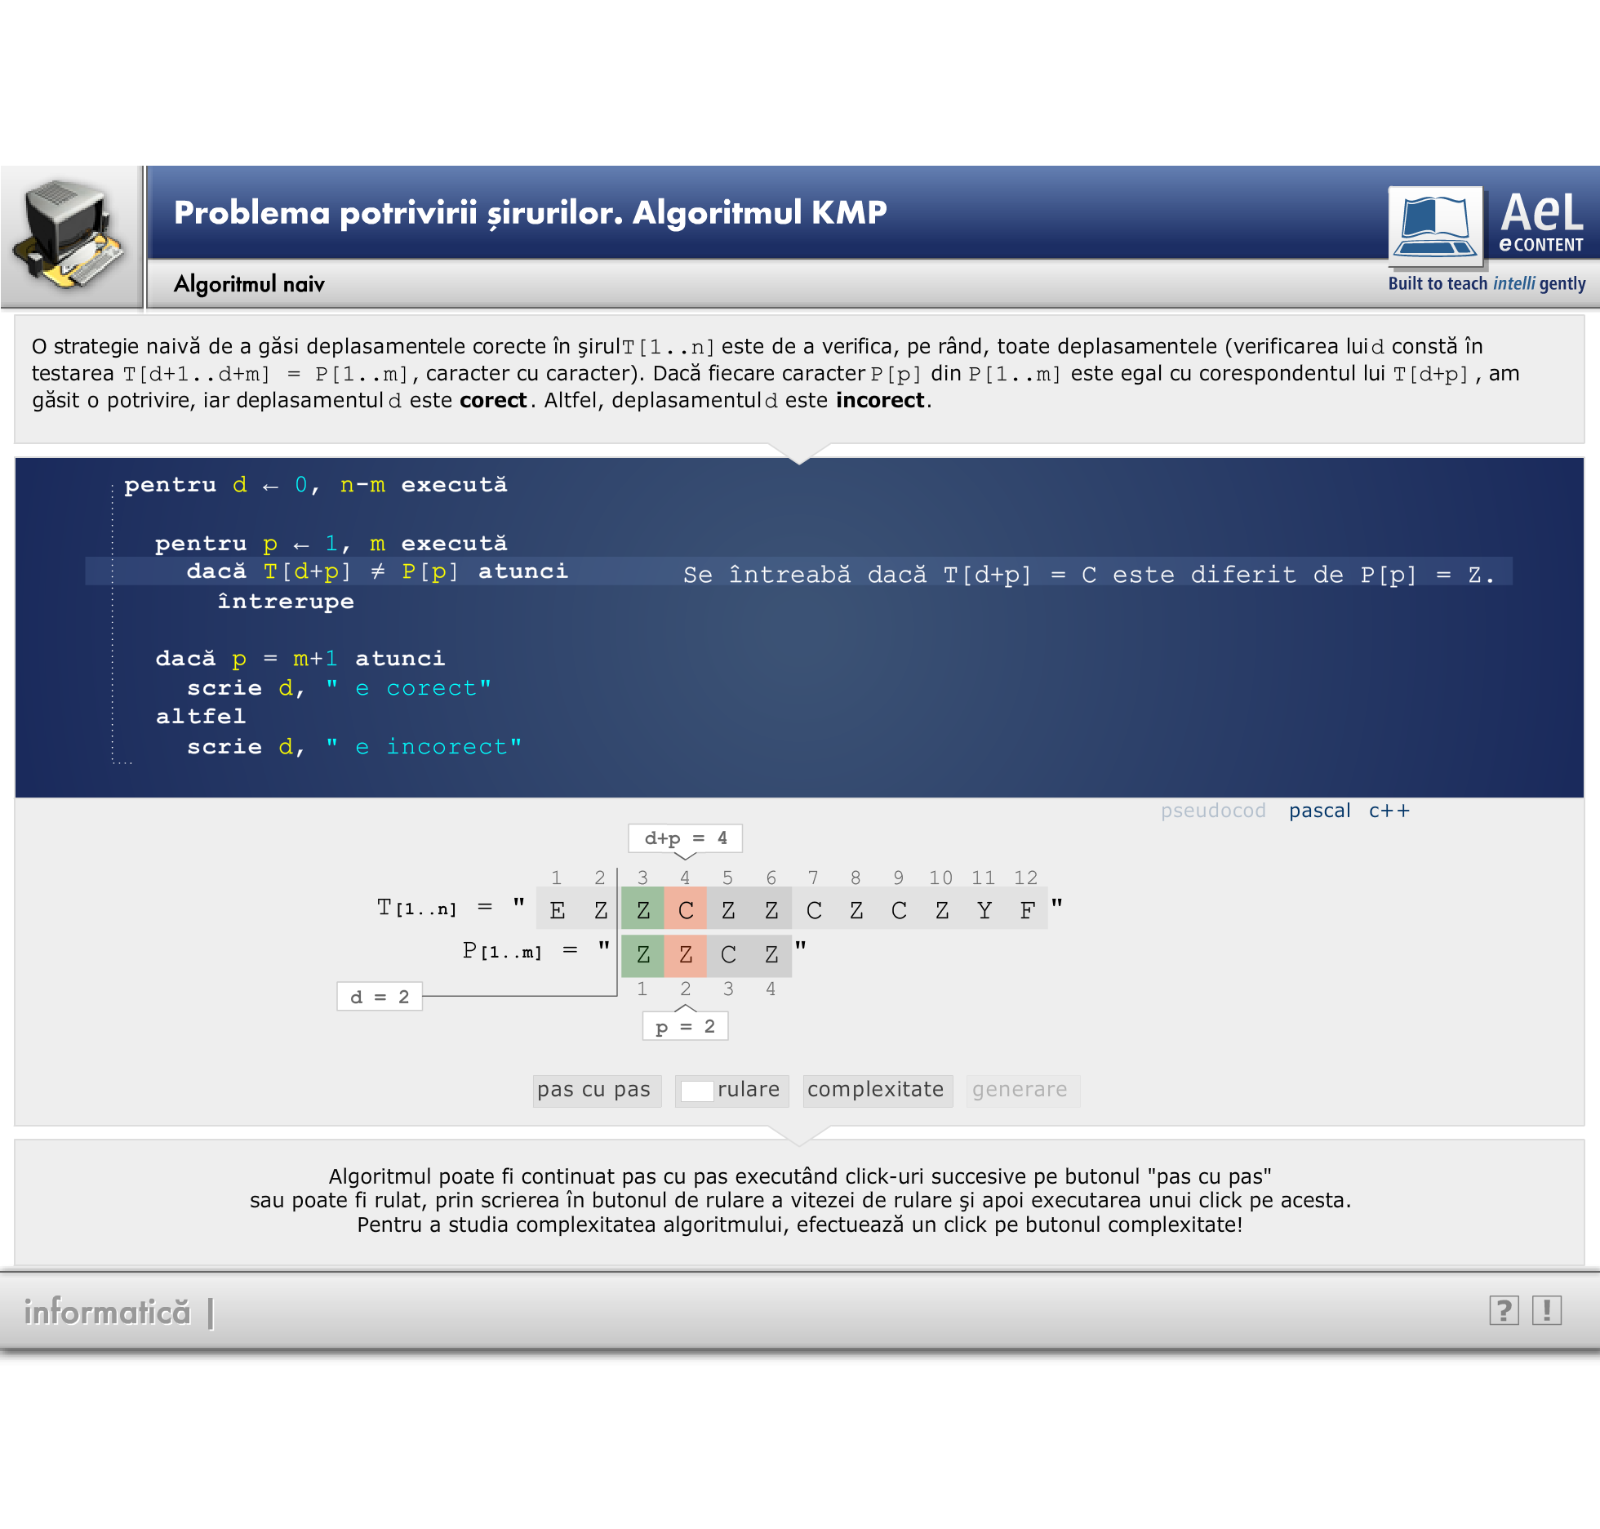 Problema potrivirii șirurilor. Algoritmul KMP
AeL
eCONTENT
Algoritmul naiv
Built to teach intelli gently
O strategie naivă de a găsi deplasamentele corecte în şirul T[1..n] este de a verifica, pe rând, toate deplasamentele (verificarea lui d constă în
testarea T[d+1..d+m] = P[1..m], caracter cu caracter). Dacă fiecare caracter P[p] din P[1..m] este egal cu corespondentul lui T[d+p], am
găsit o potrivire, iar deplasamentul d este corect. Altfel, deplasamentul d este incorect.
pentru d ← 0, n-m execută
pentru p ← 1, m execută
dacă T[d+p] ≠ P[p] atunci Se întreabă dacă T[d+p] = C este diferit de P[p] = Z.
întrerupe
dacă p = m+1 atunci
scrie d, " e corect"
altfel
scrie d, " e incorect"
pseudocod pascal c++
d+p = 4
1 2 3 4 5 6 7 8 9 10 11 12
T[1..n] = " E Z Z C Z Z C Z C Z Y F "
P[1..m] = " Z Z C Z "
d = 2 1 2 3 4
p = 2
pas cu pas rulare complexitate generare
Algoritmul poate fi continuat pas cu pas executând click-uri succesive pe butonul "pas cu pas"
sau poate fi rulat, prin scrierea în butonul de rulare a vitezei de rulare şi apoi executarea unui click pe acesta.
Pentru a studia complexitatea algoritmului, efectuează un click pe butonul complexitate!
informatică | ? !